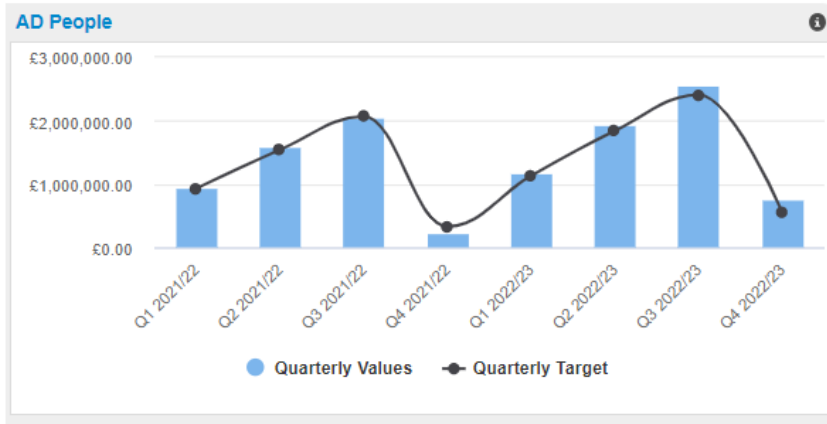 AD People
£3,000,000.00
£2,000,000.00
£1,000,000.00
£0.00
Q1 2021/22
Q2 2021/22
Q3 2021/22
Q4 2021/22
Q1 2022/23
Q2 2022/23
Q3 2022/23
Q4 2022/23
Quarterly Values Quarterly Target